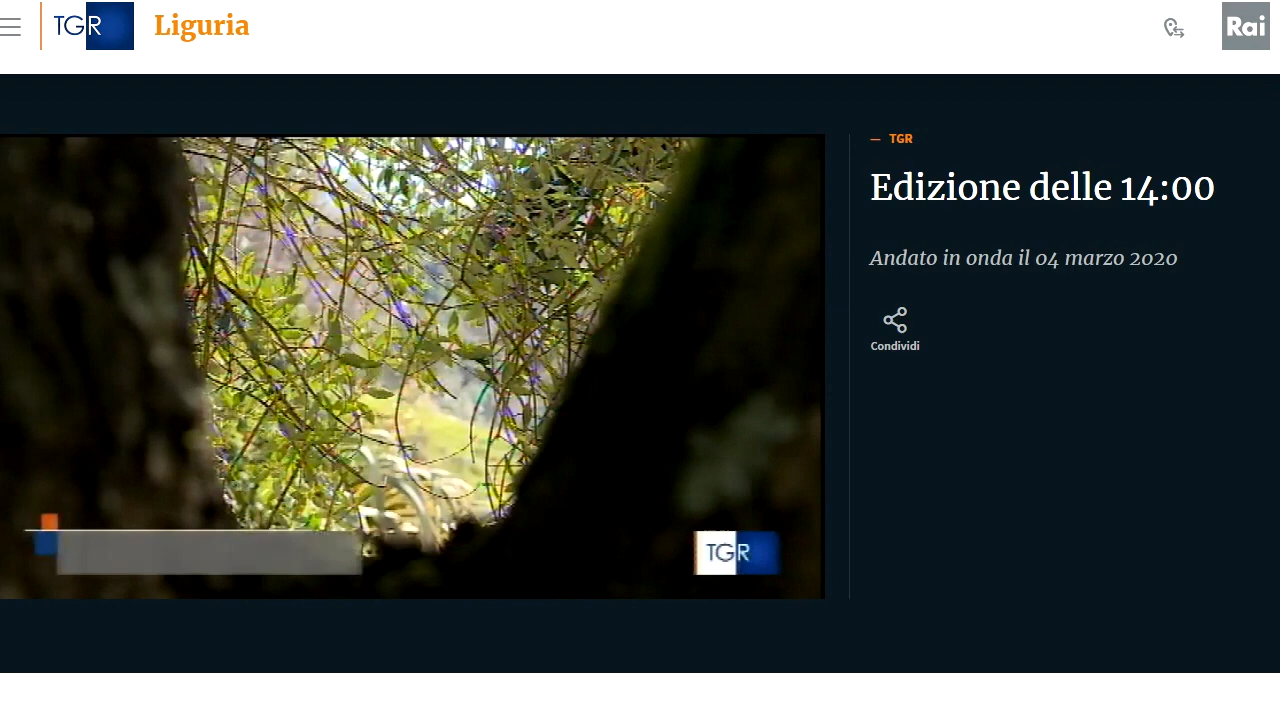 TGR Liguria
Rai
— TGR
Edizione delle 14:00
Andato in onda il 04 marzo 2020
Condividi
TGR